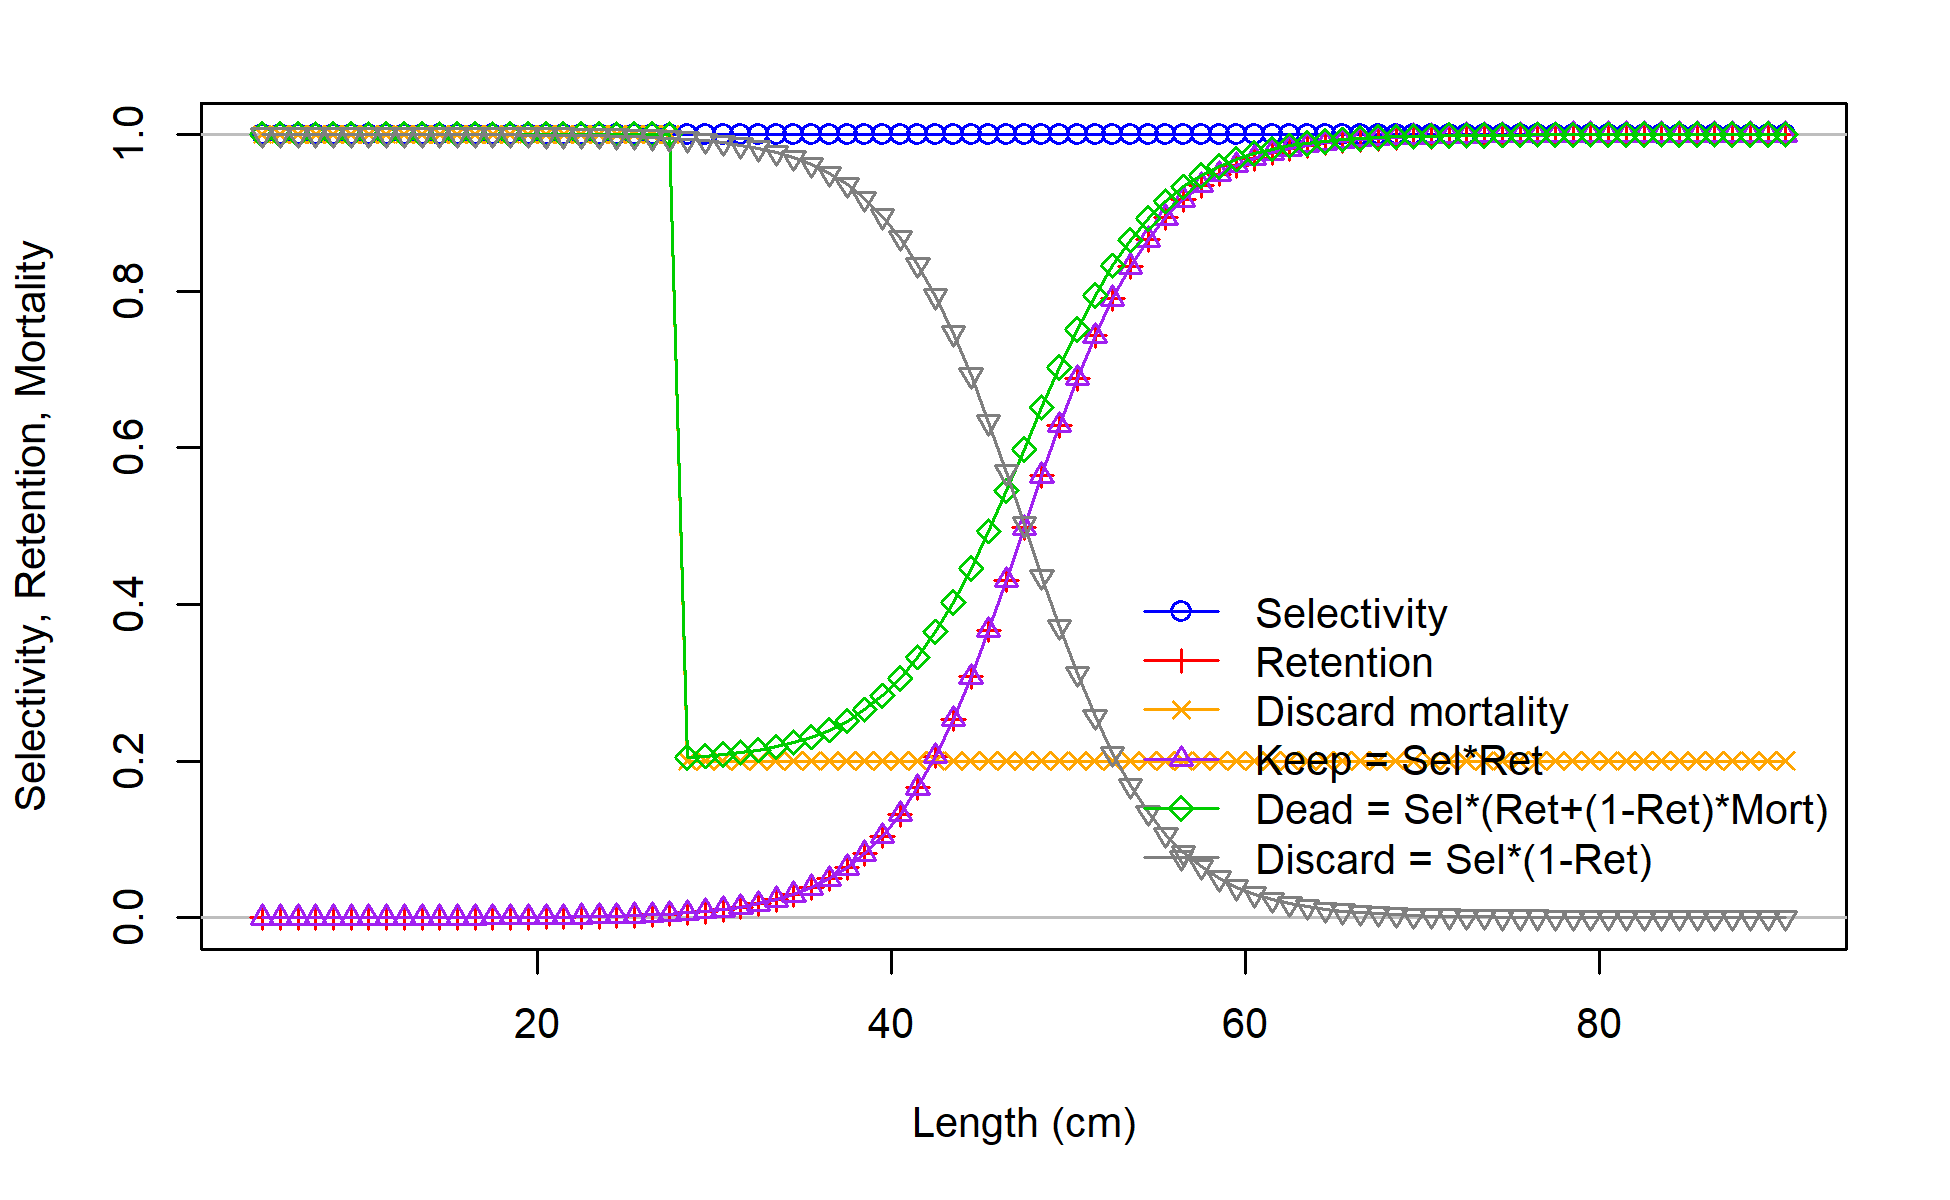 1.0
0.8
0.6
0.4
0.2
0.0
Selectivity, Retention, Mortality
Selectivity
Retention
Discard mortality
Keep = Sel*Ret
Dead = Sel*(Ret+(1-Ret)*Mort)
Discard = Sel*(1-Ret)
20 40 60 80
Length (cm)